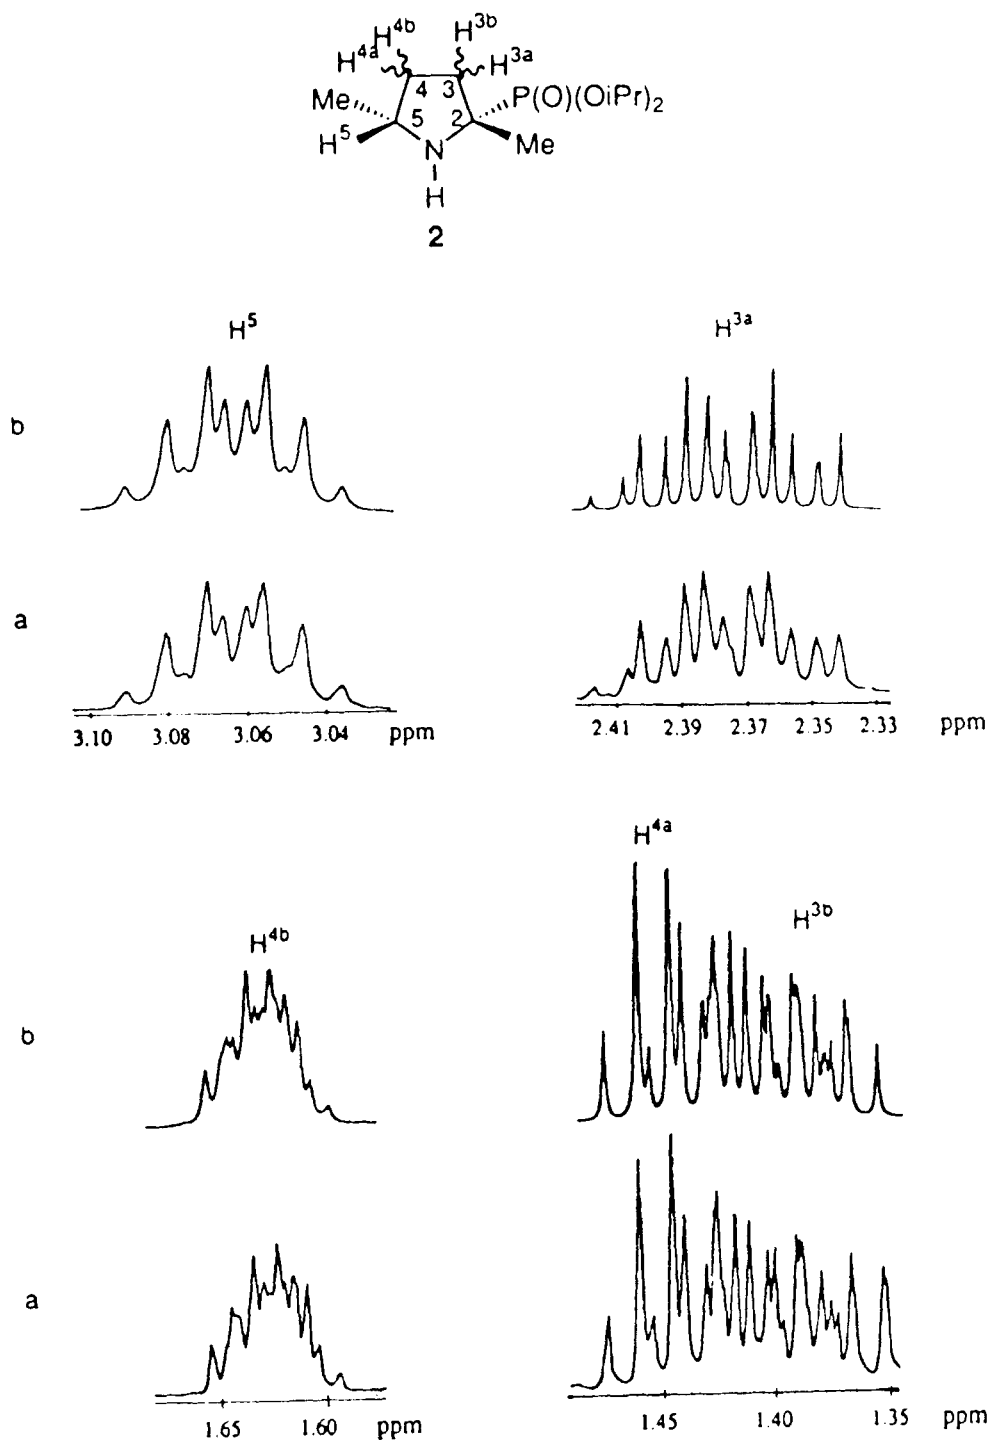 H4b H3b
H4a H3a
4 3
Me P(O)(OiPr)2
5 2
H5 N Me
H
2
H5 H3a
b
a
3.10 3.08 3.06 3.04 ppm 2.41 2.39 2.37 2.35 2.33 ppm
H4a
H4b H3b
b
a
1.65 1.60 ppm 1.45 1.40 1.35 ppm